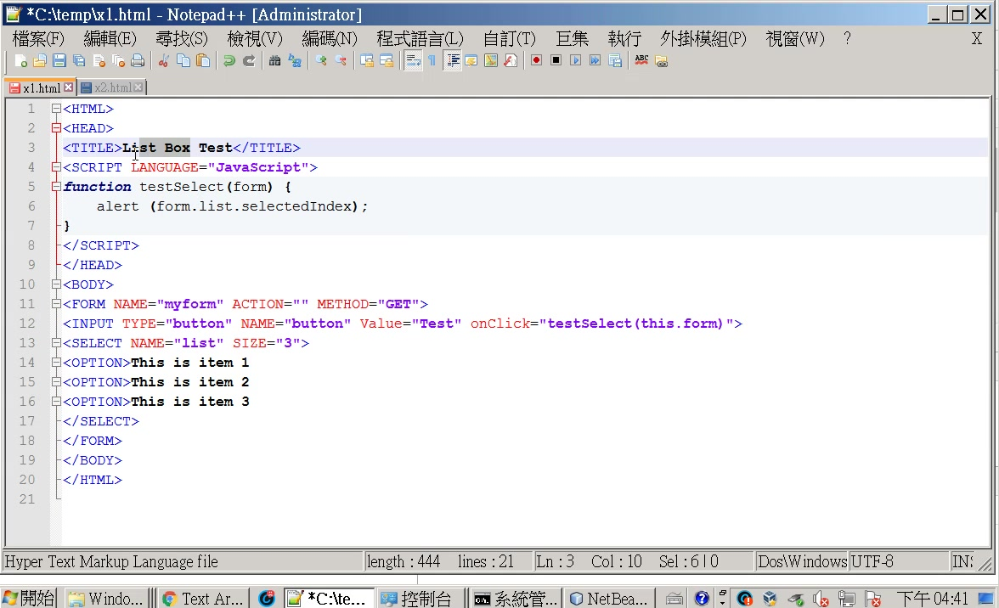 *C:\temp\x1.html - Notepad++ [Administrator]
檔案(F) 編輯(E) 尋找(S) 檢視(V) 編碼(N) 程式語言(L) 自訂(T) 巨集 執行 外掛模組(P) 視窗(W) ? X
ABC
x1.html x2.html
1 <HTML>
2 <HEAD>
3 <TITLE>List Box Test</TITLE>
4 <SCRIPT LANGUAGE="JavaScript">
5 function testSelect(form) {
6 alert (form.list.selectedIndex);
7 }
8 </SCRIPT>
9 </HEAD>
10 <BODY>
11 <FORM NAME="myform" ACTION="" METHOD="GET">
12 <INPUT TYPE="button" NAME="button" Value="Test" onClick="testSelect(this.form)">
13 <SELECT NAME="list" SIZE="3">
14 <OPTION>This is item 1
15 <OPTION>This is item 2
16 <OPTION>This is item 3
17 </SELECT>
18 </FORM>
19 </BODY>
20 </HTML>
21
Hyper Text Markup Language file length : 444 lines : 21 Ln : 3 Col : 10 Sel : 6 | 0 Dos\Windows UTF-8 INS
開始 Windo... Text Ar... *C:\te... 控制台 系統管... NetBea... 下午 04:41